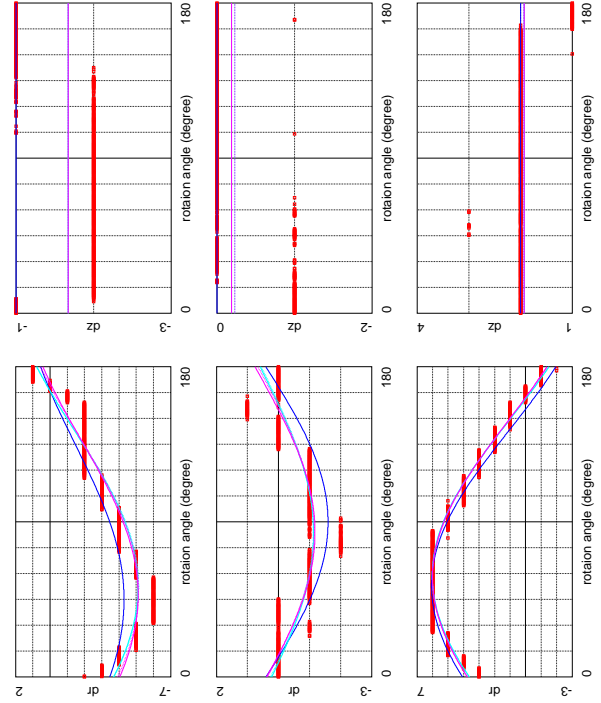 2
dr
-7
0 rotaion angle (degree) 180
-1
dz
-3
0 rotaion angle (degree) 180
2
dr
-3
0 rotaion angle (degree) 180
0
dz
-2
0 rotaion angle (degree) 180
7
dr
-3
0 rotaion angle (degree) 180
4
dz
1
0 rotaion angle (degree) 180